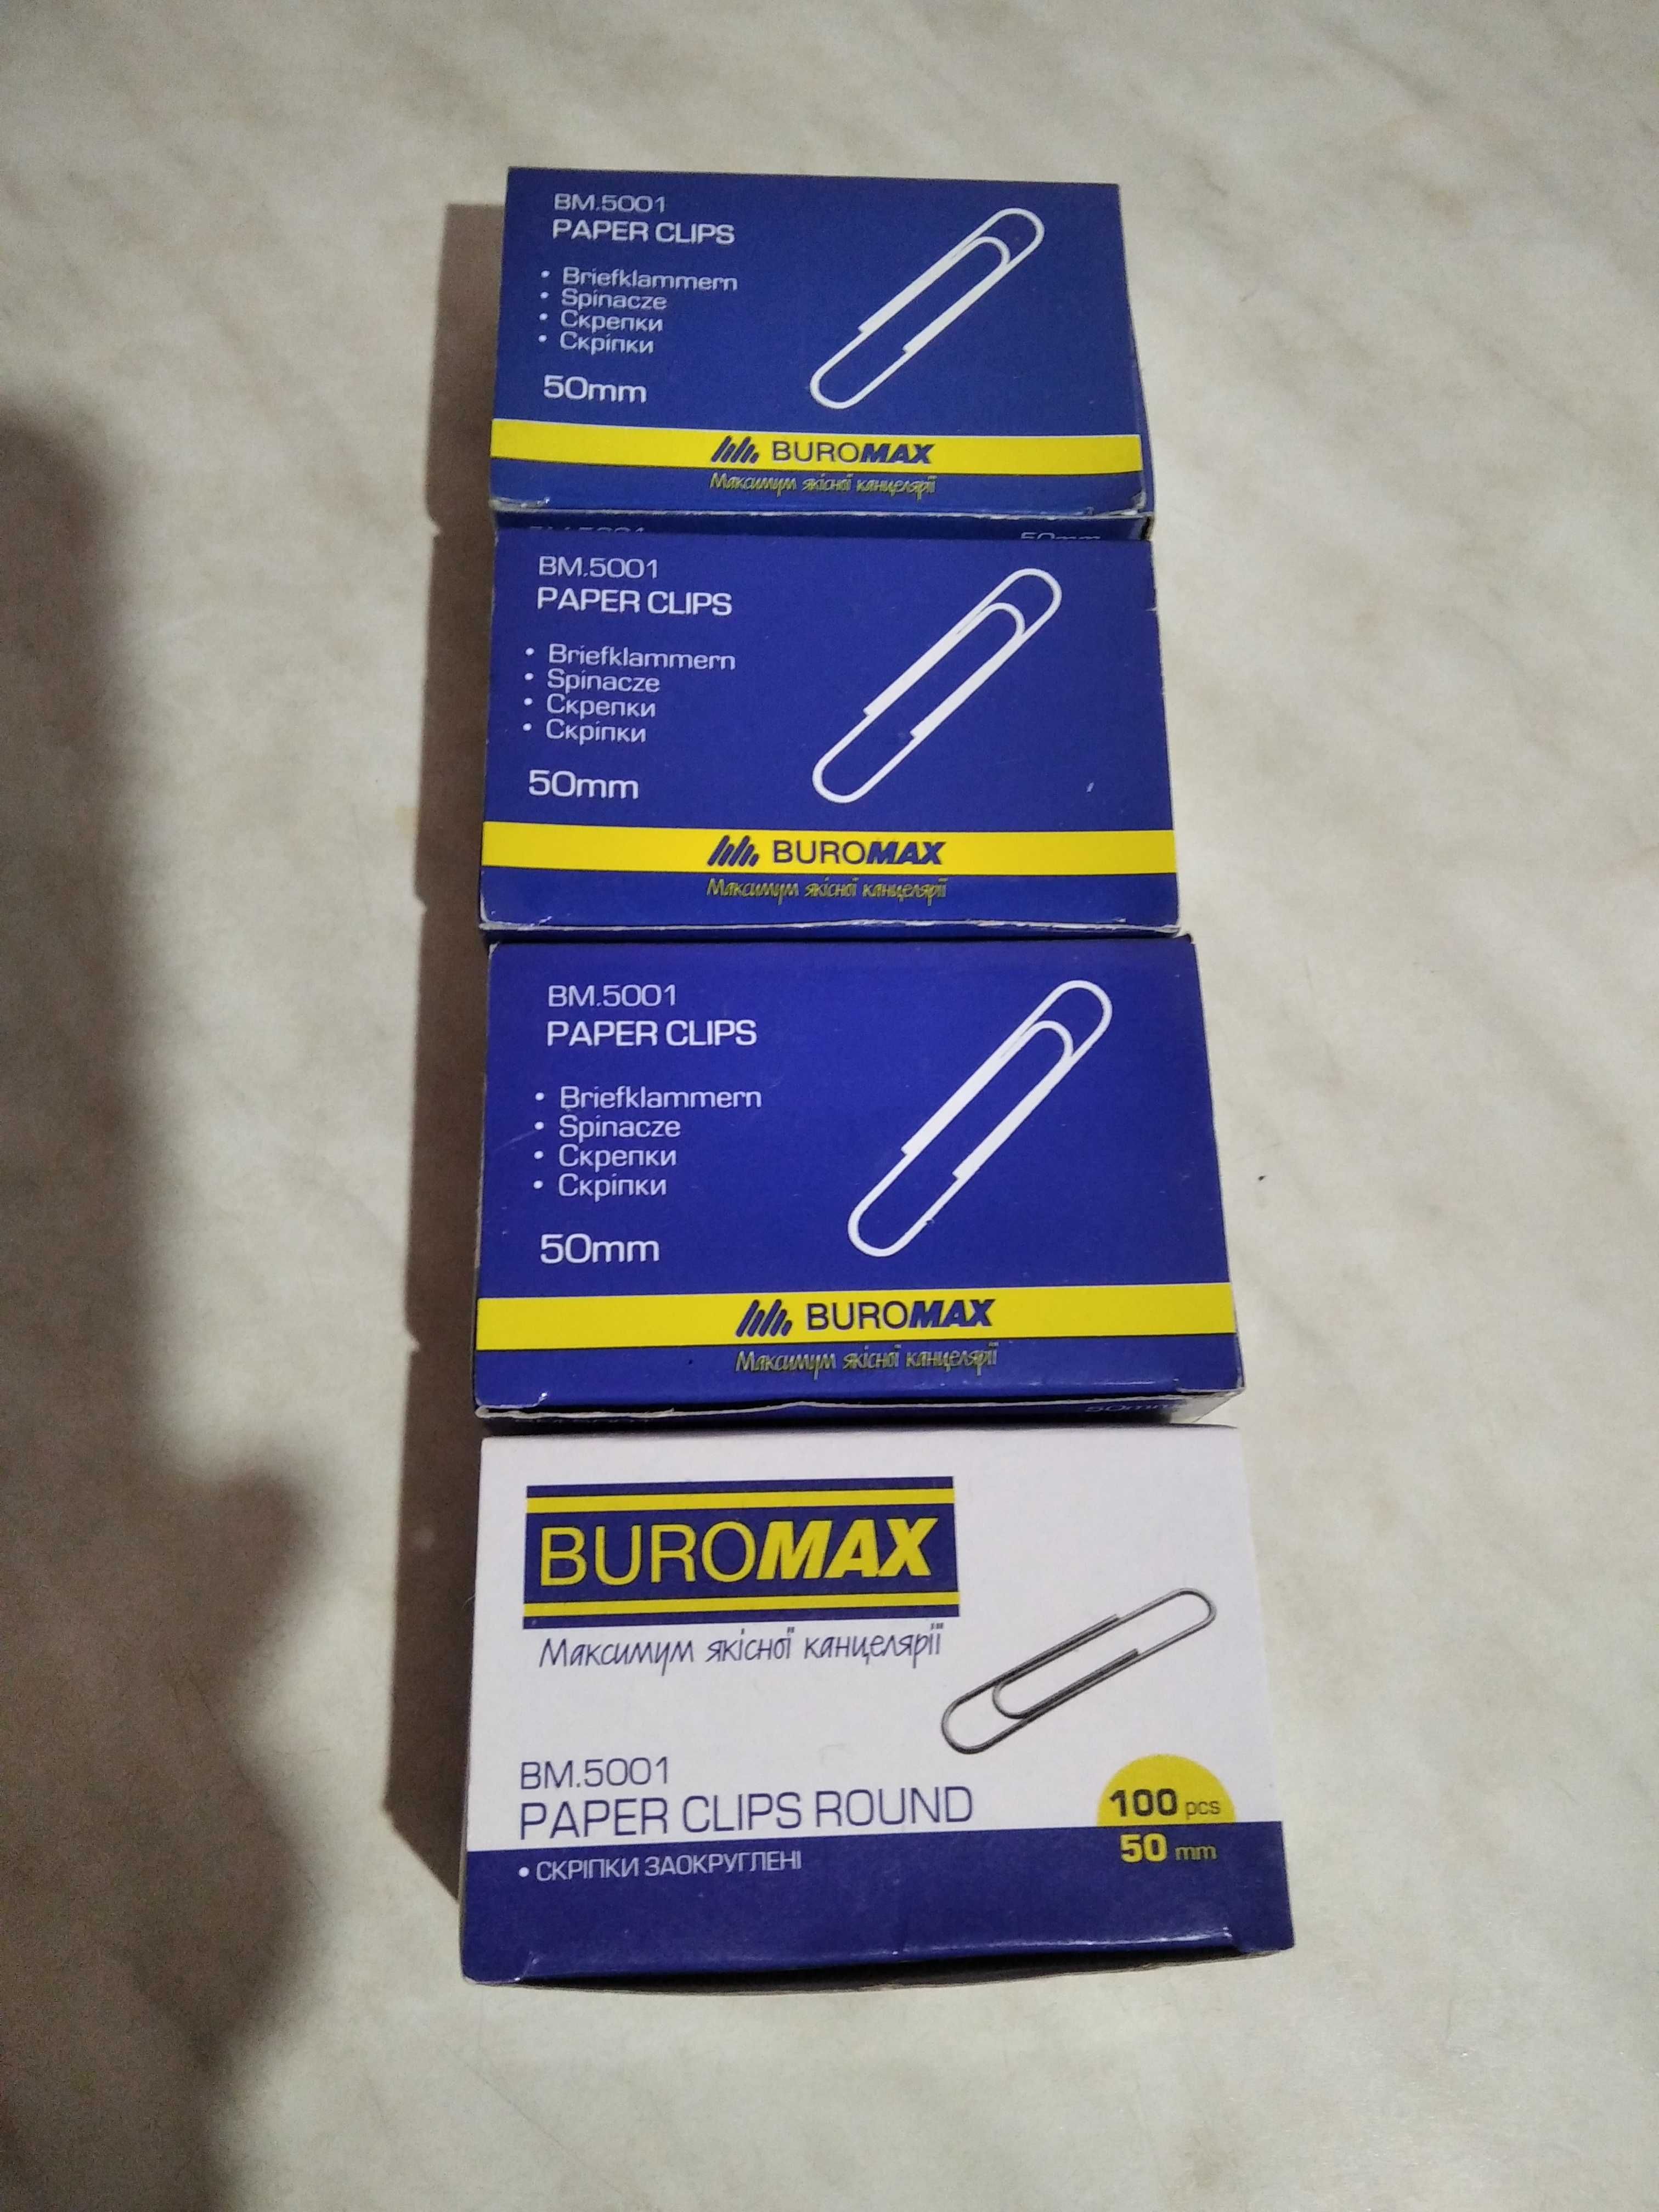 BM.5001
PAPER CLIPS
• Briefklammern
• Spinacze
• Скрепки
• Скріпки
50mm
BUROMAX
Максимум якісної канцелярії
50mm
BM.5001
PAPER CLIPS
• Briefklammern
• Spinacze
• Скрепки
• Скріпки
50mm
BUROMAX
Максимум якісної канцелярії
BM.5001
PAPER CLIPS
• Briefklammern
• Spinacze
• Скрепки
• Скріпки
50mm
BUROMAX
Максимум якісної канцелярії
50mm
BUROMAX
Максимум якісної канцелярії
BM.5001
PAPER CLIPS ROUND
100 pcs
50 mm
• СКРІПКИ ЗАОКРУГЛЕНІ